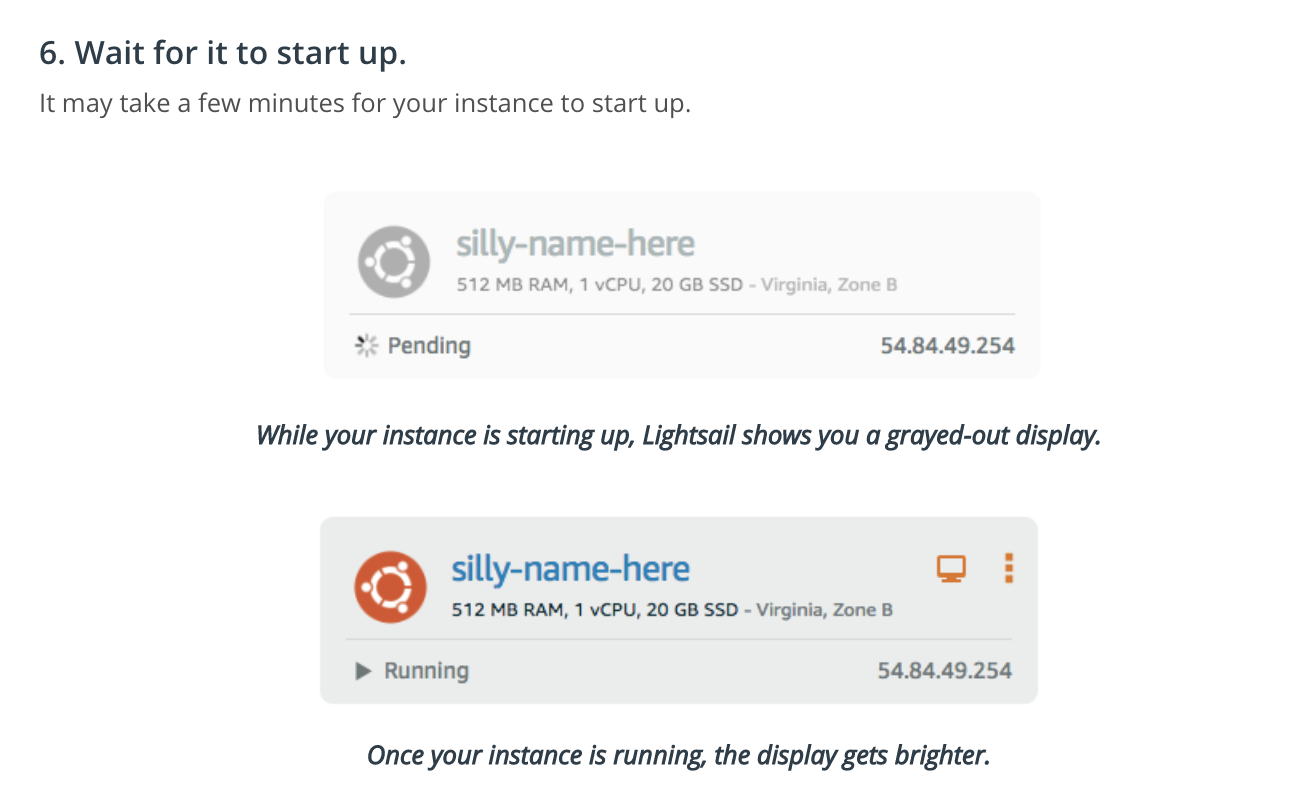 6. Wait for it to start up.
It may take a few minutes for your instance to start up.
silly-name-here
512 MB RAM, 1 vCPU, 20 GB SSD - Virginia, Zone B
Pending 54.84.49.254
While your instance is starting up, Lightsail shows you a grayed-out display.
silly-name-here
512 MB RAM, 1 vCPU, 20 GB SSD - Virginia, Zone B
Running 54.84.49.254
Once your instance is running, the display gets brighter.